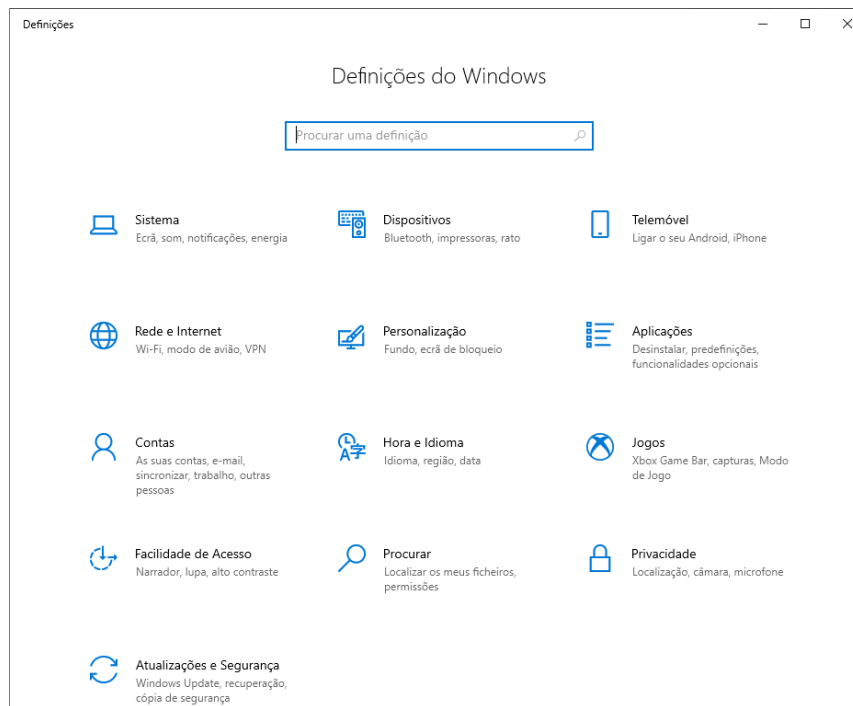 Definições
Definições do Windows
Procurar uma definição
Sistema
Ecrã, som, notificações, energia
Dispositivos
Bluetooth, impressoras, rato
Telemóvel
Ligar o seu Android, iPhone
Rede e Internet
Wi-Fi, modo de avião, VPN
Personalização
Fundo, ecrã de bloqueio
Aplicações
Desinstalar, predefinições,
funcionalidades opcionais
Contas
As suas contas, e-mail,
sincronizar, trabalho, outras
pessoas
Hora e Idioma
Idioma, região, data
Jogos
Xbox Game Bar, capturas, Modo
de Jogo
Facilidade de Acesso
Narrador, lupa, alto contraste
Procurar
Localizar os meus ficheiros,
permissões
Privacidade
Localização, câmara, microfone
Atualizações e Segurança
Windows Update, recuperação,
cópia de segurança